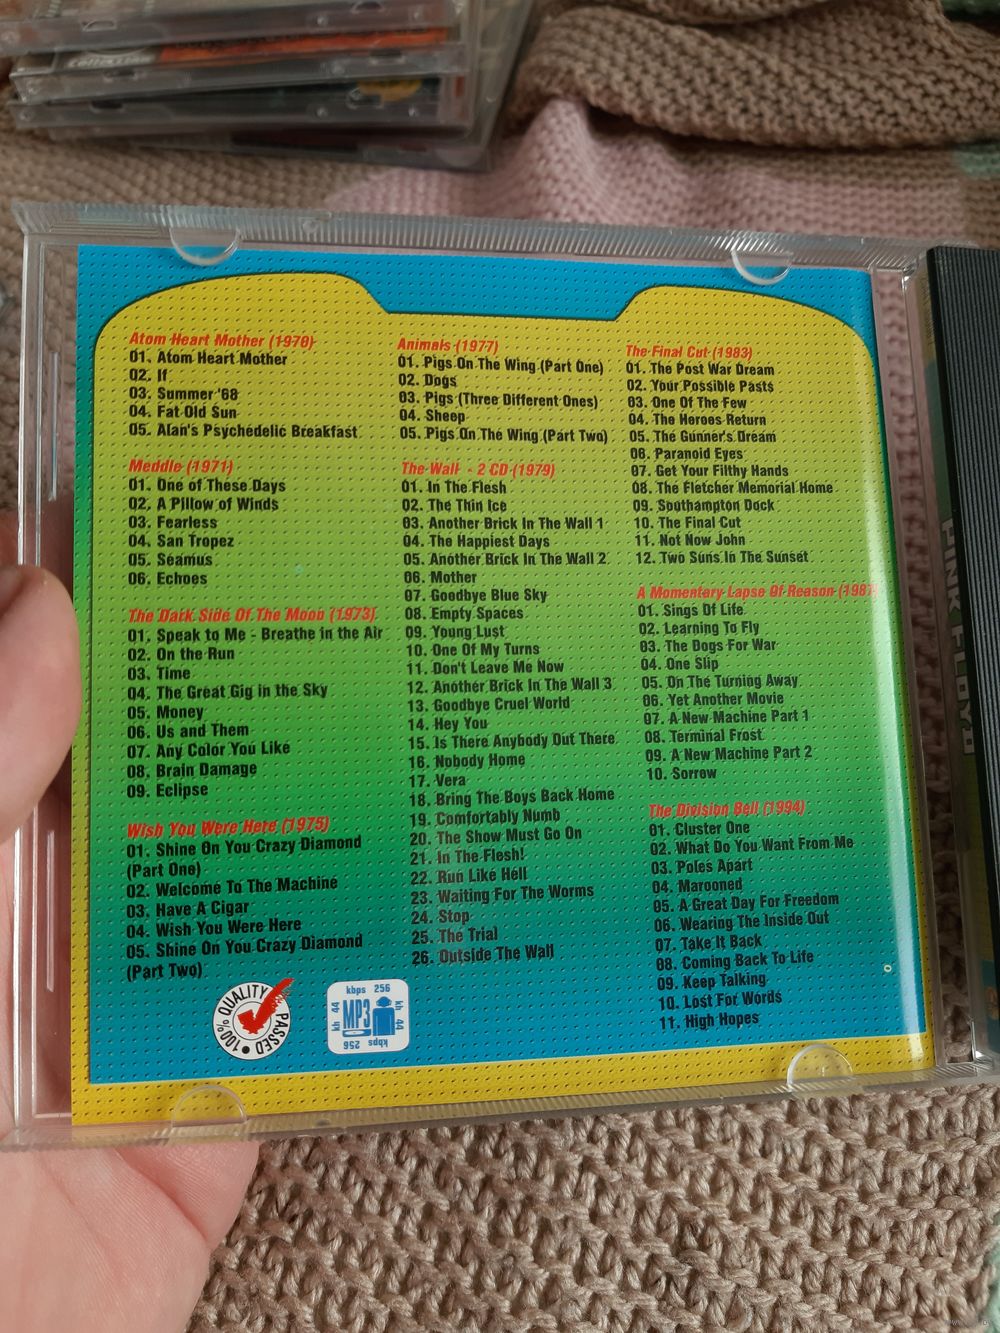 Collection
Atom Heart Mother (1970)
01. Atom Heart Mother
02. If
03. Summer '68
04. Fat Old Sun
05. Alan's Psychedelic Breakfast
Meddle (1971)
01. One of These Days
02. A Pillow of Winds
03. Fearless
04. San Tropez
05. Seamus
06. Echoes
The Dark Side Of The Moon (1973)
01. Speak to Me - Breathe in the Air
02. On the Run
03. Time
04. The Great Gig in the Sky
05. Money
06. Us and Them
07. Any Color You Like
08. Brain Damage
09. Eclipse
Wish You Were Here (1975)
01. Shine On You Crazy Diamond
(Part One)
02. Welcome To The Machine
03. Have A Cigar
04. Wish You Were Here
05. Shine On You Crazy Diamond
(Part Two)
100% QUALITY PASSED
kbps 256
kh 44
MP3
kh 44
kbps 256
Animals (1977)
01. Pigs On The Wing (Part One)
02. Dogs
03. Pigs (Three Different Ones)
04. Sheep
05. Pigs On The Wing (Part Two)
The Wall - 2 CD (1979)
01. In The Flesh
02. The Thin Ice
03. Another Brick In The Wall 1
04. The Happiest Days
05. Another Brick In The Wall 2
06. Mother
07. Goodbye Blue Sky
08. Empty Spaces
09. Young Lust
10. One Of My Turns
11. Don't Leave Me Now
12. Another Brick In The Wall 3
13. Goodbye Cruel World
14. Hey You
15. Is There Anybody Out There
16. Nobody Home
17. Vera
18. Bring The Boys Back Home
19. Comfortably Numb
20. The Show Must Go On
21. In The Flesh!
22. Run Like Hell
23. Waiting For The Worms
24. Stop
25. The Trial
26. Outside The Wall
The Final Cut (1983)
01. The Post War Dream
02. Your Possible Pasts
03. One Of The Few
04. The Heroes Return
05. The Gunner's Dream
06. Paranoid Eyes
07. Get Your Filthy Hands
08. The Fletcher Memorial Home
09. Southampton Dock
10. The Final Cut
11. Not Now John
12. Two Suns In The Sunset
A Momentary Lapse Of Reason (1987)
01. Sings Of Life
02. Learning To Fly
03. The Dogs For War
04. One Slip
05. On The Turning Away
06. Yet Another Movie
07. A New Machine Part 1
08. Terminal Frost
09. A New Machine Part 2
10. Sorrow
The Division Bell (1994)
01. Cluster One
02. What Do You Want From Me
03. Poles Apart
04. Marooned
05. A Great Day For Freedom
06. Wearing The Inside Out
07. Take It Back
08. Coming Back To Life
09. Keep Talking
10. Lost For Words
11. High Hopes
PINK FLOYD